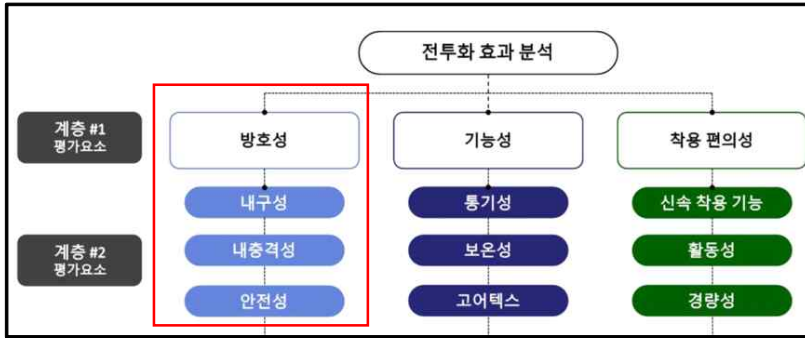 전투화 효과 분석
계층 #1
평가요소
방호성
기능성
착용 편의성
내구성
통기성
신속 착용 기능
계층 #2
평가요소
내충격성
보온성
활동성
안전성
고어텍스
경량성